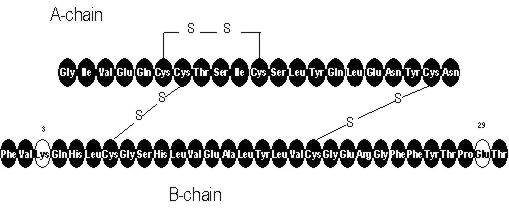 A-chain
S S
Gly Ile Val Glu Gln Cys Cys Thr Ser Ile Cys Ser Leu Tyr Gln Leu Glu Asn Tyr Cys Asn
S S
S S
3 29
Phe Val Lys Gln His Leu Cys Gly Ser His Leu Val Glu Ala Leu Tyr Leu Val Cys Gly Glu Arg Gly Phe Phe Tyr Thr Pro Glu Thr
B-chain